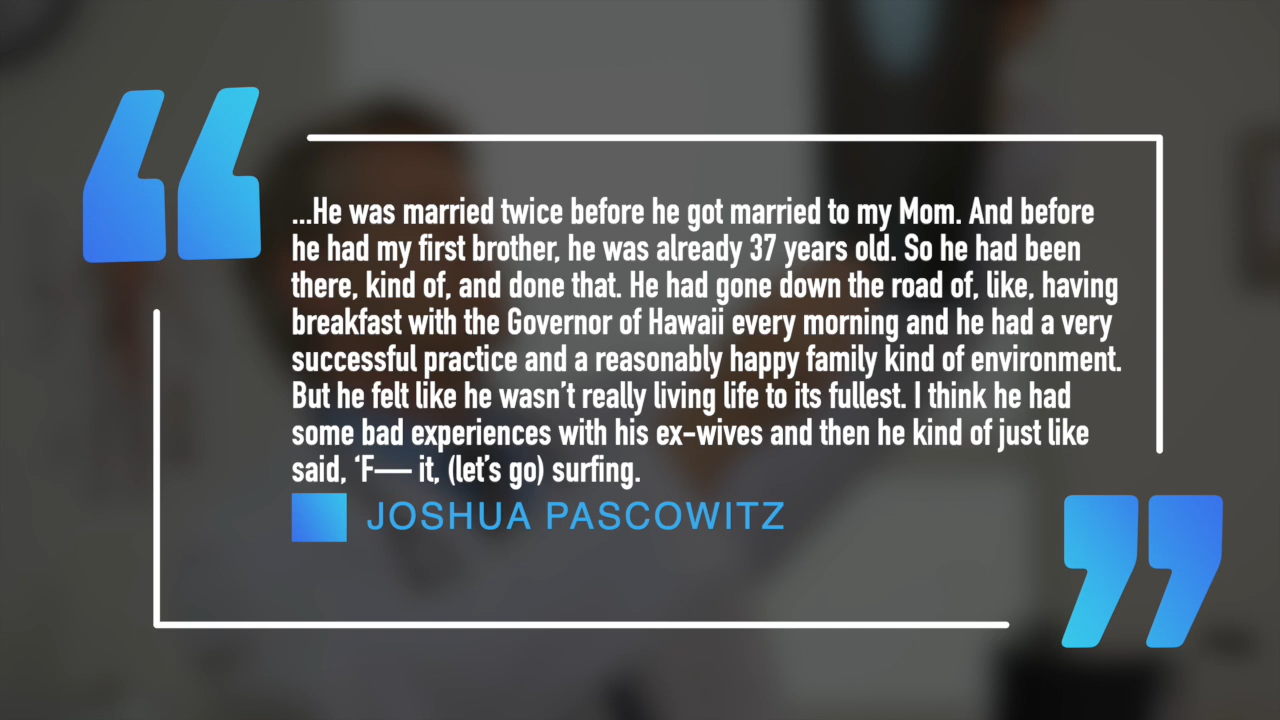 ...He was married twice before he got married to my Mom. And before
he had my first brother, he was already 37 years old. So he had been
there, kind of, and done that. He had gone down the road of, like, having
breakfast with the Governor of Hawaii every morning and he had a very
successful practice and a reasonably happy family kind of environment.
But he felt like he wasn’t really living life to its fullest. I think he had
some bad experiences with his ex-wives and then he kind of just like
said, ‘F— it, (let’s go) surfing.
JOSHUA PASCOWITZ